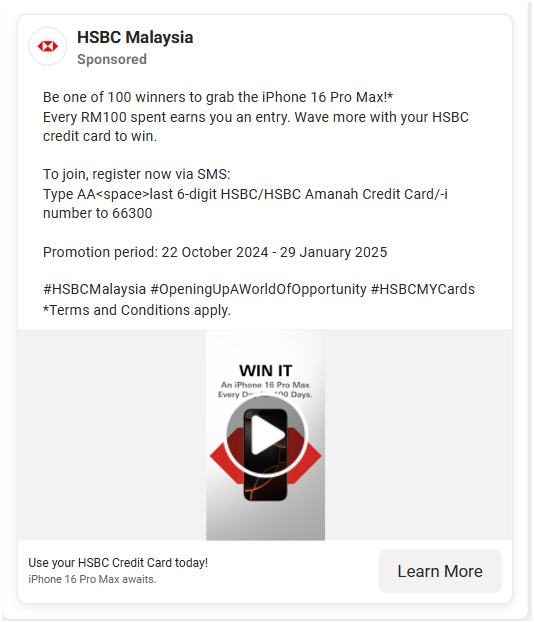 HSBC Malaysia
Sponsored
Be one of 100 winners to grab the iPhone 16 Pro Max!*
Every RM100 spent earns you an entry. Wave more with your HSBC
credit card to win.
To join, register now via SMS:
Type AA<space>last 6-digit HSBC/HSBC Amanah Credit Card/-i
number to 66300
Promotion period: 22 October 2024 - 29 January 2025
#HSBCMalaysia #OpeningUpAWorldOfOpportunity #HSBCMYCards
*Terms and Conditions apply.
WIN IT
An iPhone 16 Pro Max
Every Day for 100 Days.
Use your HSBC Credit Card today!
iPhone 16 Pro Max awaits.
Learn More